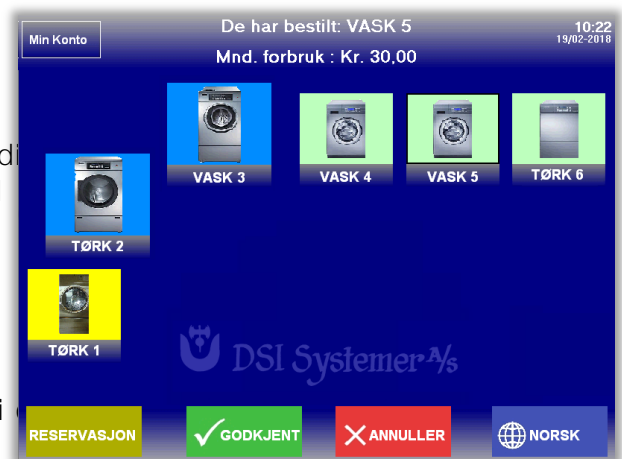 Min Konto
De har bestilt: VASK 5
Mnd. forbruk : Kr. 30,00
10:22
19/02-2018
di
VASK 3
VASK 4
VASK 5
TØRK 6
TØRK 2
TØRK 1
DSI Systemer A/s
i
RESERVASJON
GODKJENT
ANNULLER
NORSK